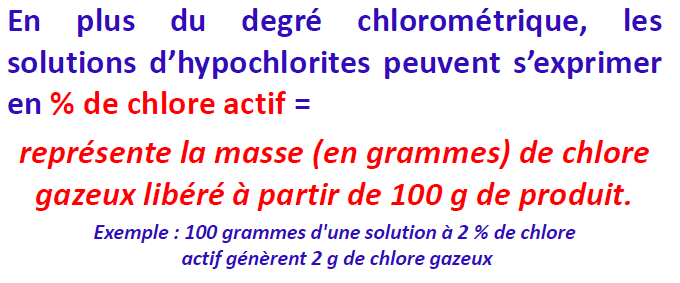 En plus du degré chlorométrique, les
solutions d’hypochlorites peuvent s’exprimer
en % de chlore actif =
représente la masse (en grammes) de chlore
gazeux libéré à partir de 100 g de produit.
Exemple : 100 grammes d'une solution à 2 % de chlore
actif génèrent 2 g de chlore gazeux